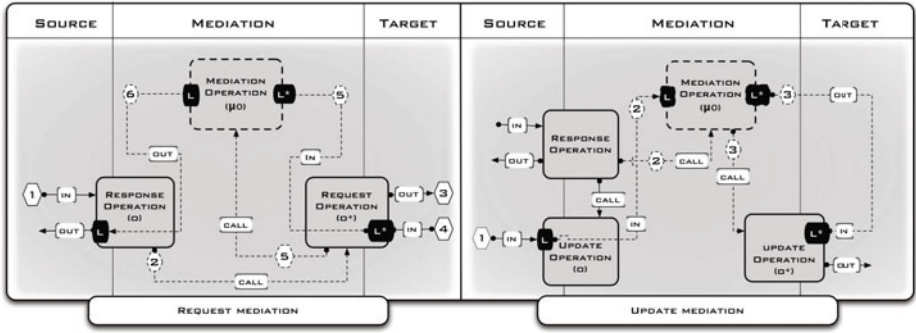 SOURCE
MEDIATION
TARGET
MEDIATION
OPERATION
(μO)
L
L*
6
5
OUT
IN
1
IN
RESPONSE
OPERATION
(O)
OUT
L
REQUEST
OPERATION
(O*)
OUT
3
L*
IN
4
CALL
2
5
CALL
REQUEST MEDIATION
SOURCE
MEDIATION
TARGET
MEDIATION
OPERATION
(μO)
L
L*
3
OUT
2
IN
RESPONSE
OPERATION
OUT
2
CALL
3
CALL
CALL
1
IN
L
UPDATE
OPERATION
(O)
IN
L*
IN
UPDATE
OPERATION
(O*)
OUT
UPDATE MEDIATION